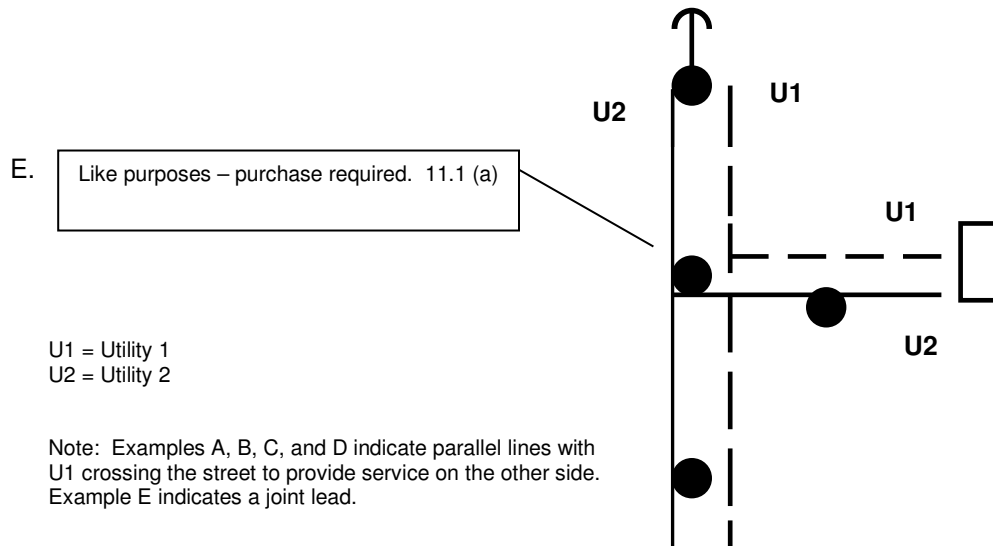 U2
U1
E.
Like purposes – purchase required. 11.1 (a)
U1
U2
U1 = Utility 1
U2 = Utility 2
Note: Examples A, B, C, and D indicate parallel lines with
U1 crossing the street to provide service on the other side.
Example E indicates a joint lead.